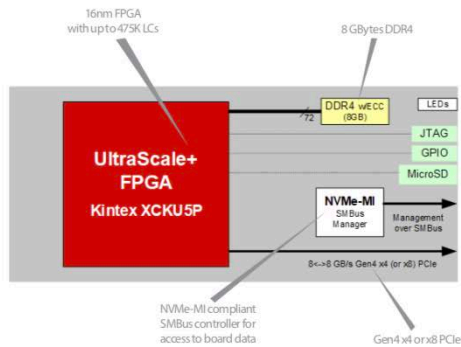 16nm FPGA
with up to 475K LCs
8 GBytes DDR4
DDR4 w/ECC
(8GB)
72
LEDs
JTAG
GPIO
MicroSD
UltraScale+
FPGA
Kintex XCKU5P
NVMe-MI
SMBus
Manager
Management
over SMBus
8<->8 GB/s Gen4 x4 (or x8) PCIe
NVMe-MI compliant
SMBus controller for
access to board data
Gen4 x4 or x8 PCIe